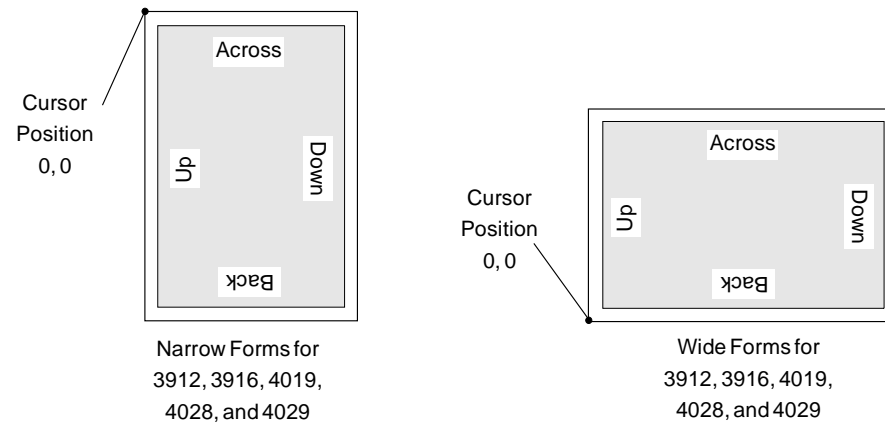 Across
Cursor
Position
0, 0
Up
Down
Back
Narrow Forms for
3912, 3916, 4019,
4028, and 4029
Across
Cursor
Position
0, 0
Up
Down
Back
Wide Forms for
3912, 3916, 4019,
4028, and 4029